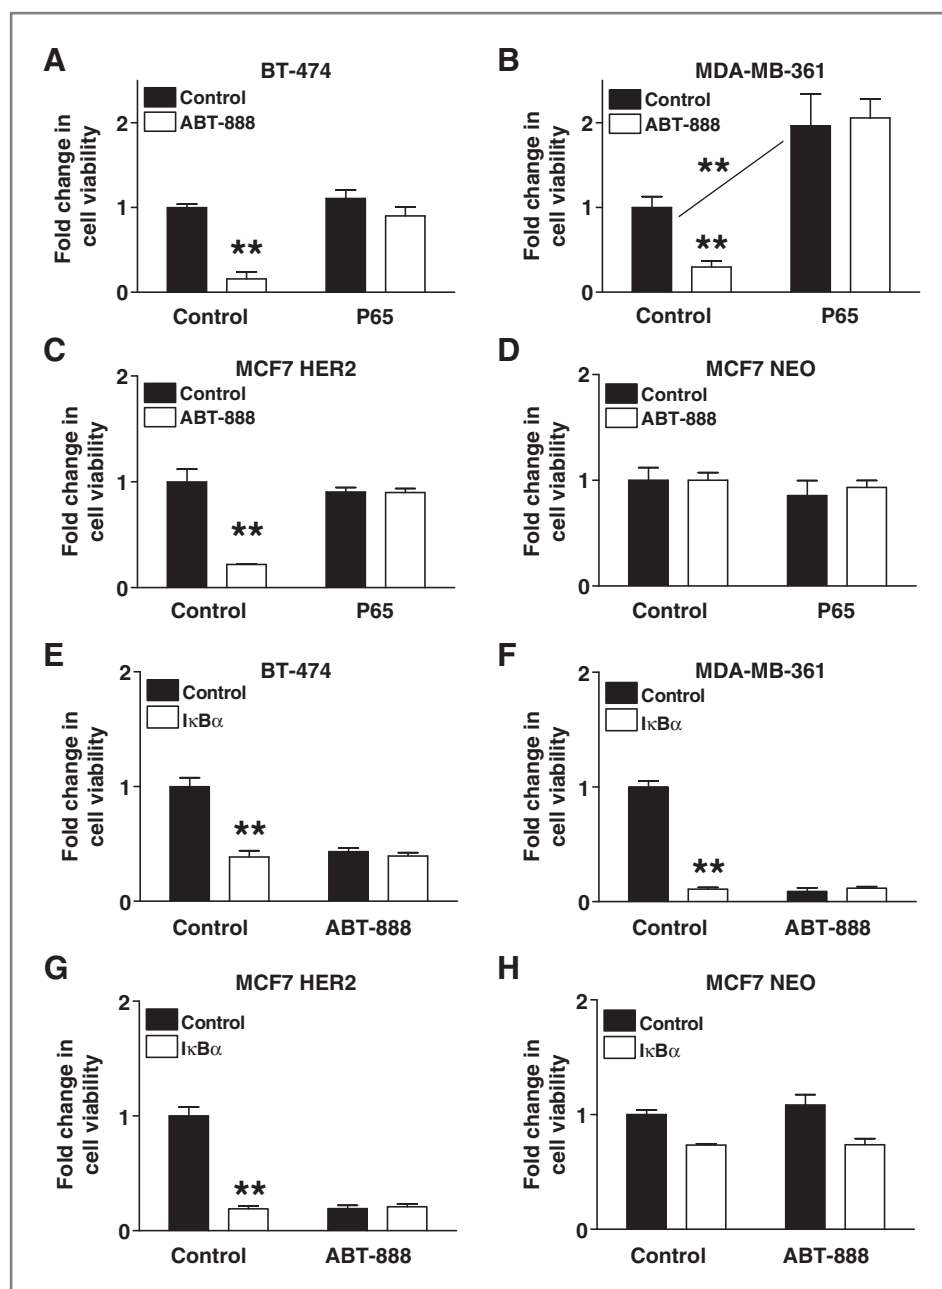 A
BT-474
Control
ABT-888
Fold change in
cell viability
2
1
0
**
Control
P65
B
MDA-MB-361
Control
ABT-888
Fold change in
cell viability
2
1
0
**
**
Control
P65
C
MCF7 HER2
Control
ABT-888
Fold change in
cell viability
2
1
0
**
Control
P65
D
MCF7 NEO
Control
ABT-888
Fold change in
cell viability
2
1
0
Control
P65
E
BT-474
Control
IκBα
Fold change in
cell viability
2
1
0
**
Control
ABT-888
F
MDA-MB-361
Control
IκBα
Fold change in
cell viability
2
1
0
**
Control
ABT-888
G
MCF7 HER2
Control
IκBα
Fold change in
cell viability
2
1
0
**
Control
ABT-888
H
MCF7 NEO
Control
IκBα
Fold change in
cell viability
2
1
0
Control
ABT-888